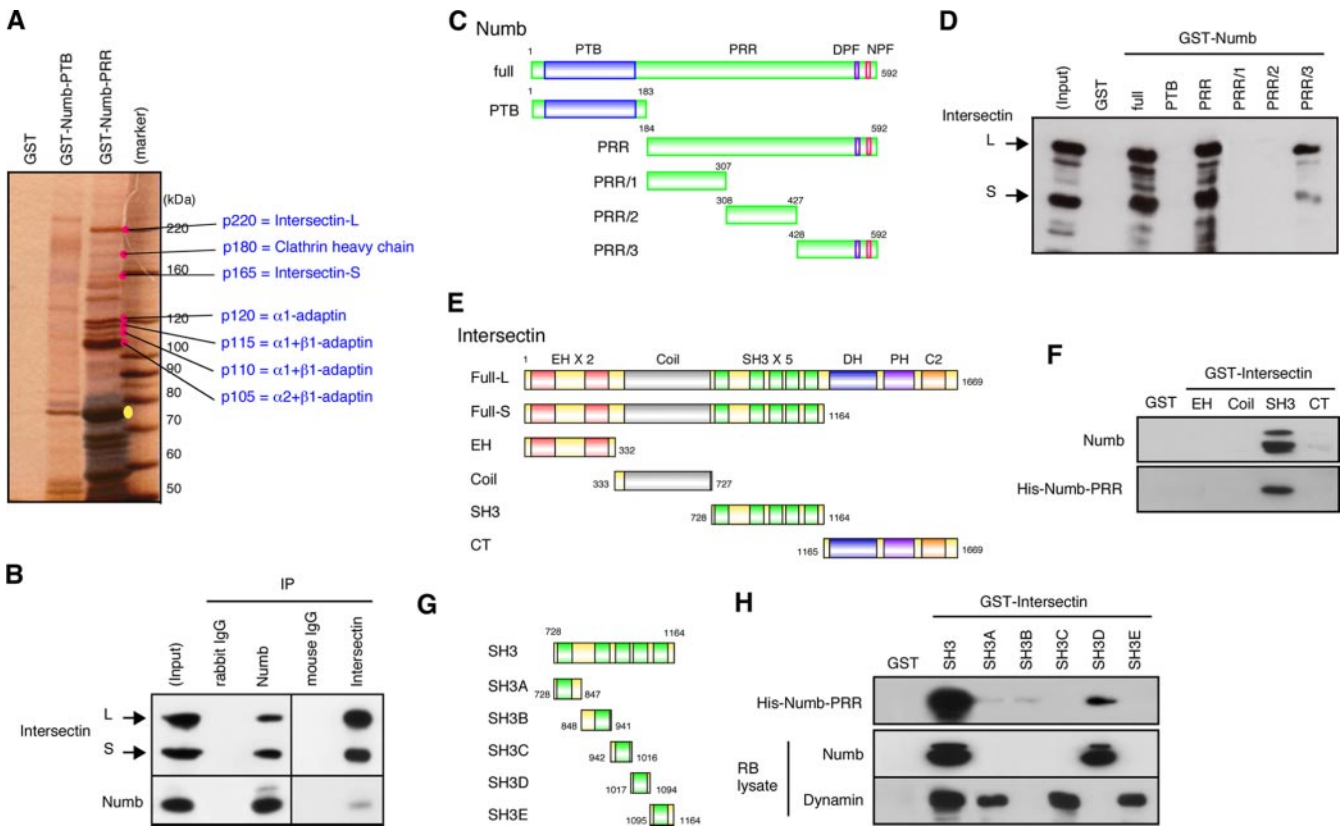 A
GST
GST-Numb-PTB
GST-Numb-PRR
(marker)
(kDa)
220
160
120
100
90
80
70
60
50
p220 = Intersectin-L
p180 = Clathrin heavy chain
p165 = Intersectin-S
p120 = α1-adaptin
p115 = α1+β1-adaptin
p110 = α1+β1-adaptin
p105 = α2+β1-adaptin
B
IP
(Input)
rabbit IgG
Numb
mouse IgG
Intersectin
Intersectin
L
S
Numb
C
Numb
1 PTB PRR DPF NPF
full 592
1 183
PTB
184 592
PRR
307
PRR/1
308 427
PRR/2
428 592
PRR/3
D
GST-Numb
(Input)
GST
full
PTB
PRR
PRR/1
PRR/2
PRR/3
Intersectin
L
S
E
Intersectin
1 EH X 2 Coil SH3 X 5 DH PH C2
Full-L 1669
Full-S 1164
EH 332
Coil 333 727
SH3 728 1164
CT 1165 1669
F
GST-Intersectin
GST EH Coil SH3 CT
Numb
His-Numb-PRR
G
728 1164
SH3
SH3A
728 847
SH3B
848 941
SH3C
942 1016
SH3D
1017 1094
SH3E
1095 1164
H
GST-Intersectin
GST
SH3
SH3A
SH3B
SH3C
SH3D
SH3E
His-Numb-PRR
RB lysate
Numb
Dynamin